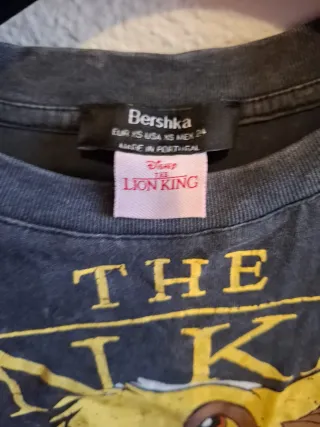 Bershka
EUR XS USA XS MEX 24
MADE IN PORTUGAL
Disney
THE
LION KING
THE
N K